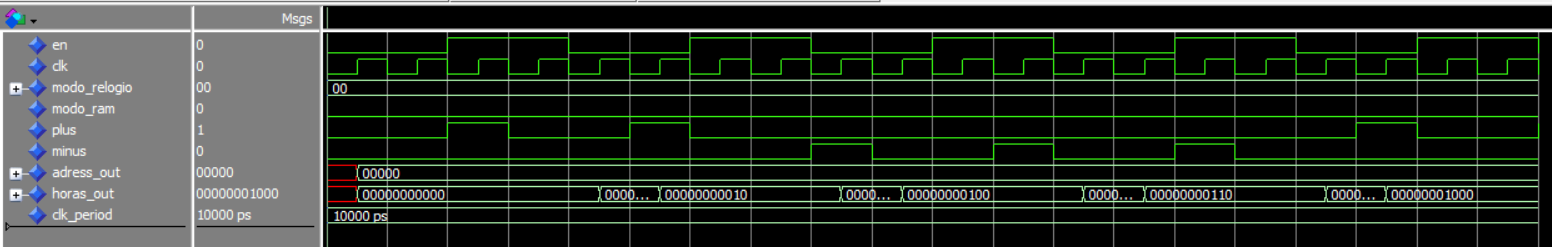 Msgs
en 0
clk 0
modo_relogio 00 00
modo_ram 0
plus 1
minus 0
adress_out 00000 00000
horas_out 00000001000 00000000000 0000... 00000000010 0000... 00000000100 0000... 00000000110 0000... 00000001000
clk_period 10000 ps 10000 ps